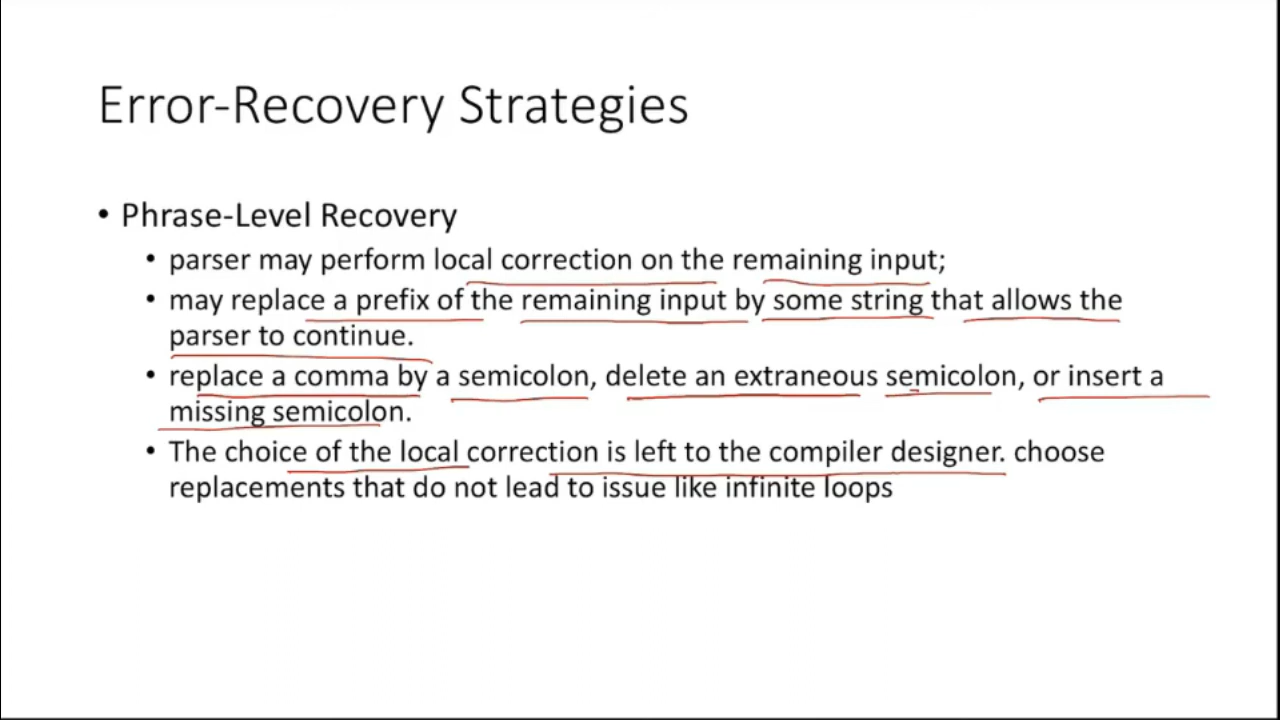 Error-Recovery Strategies
• Phrase-Level Recovery
• parser may perform local correction on the remaining input;
• may replace a prefix of the remaining input by some string that allows the
parser to continue.
• replace a comma by a semicolon, delete an extraneous semicolon, or insert a
missing semicolon.
• The choice of the local correction is left to the compiler designer. choose
replacements that do not lead to issue like infinite loops